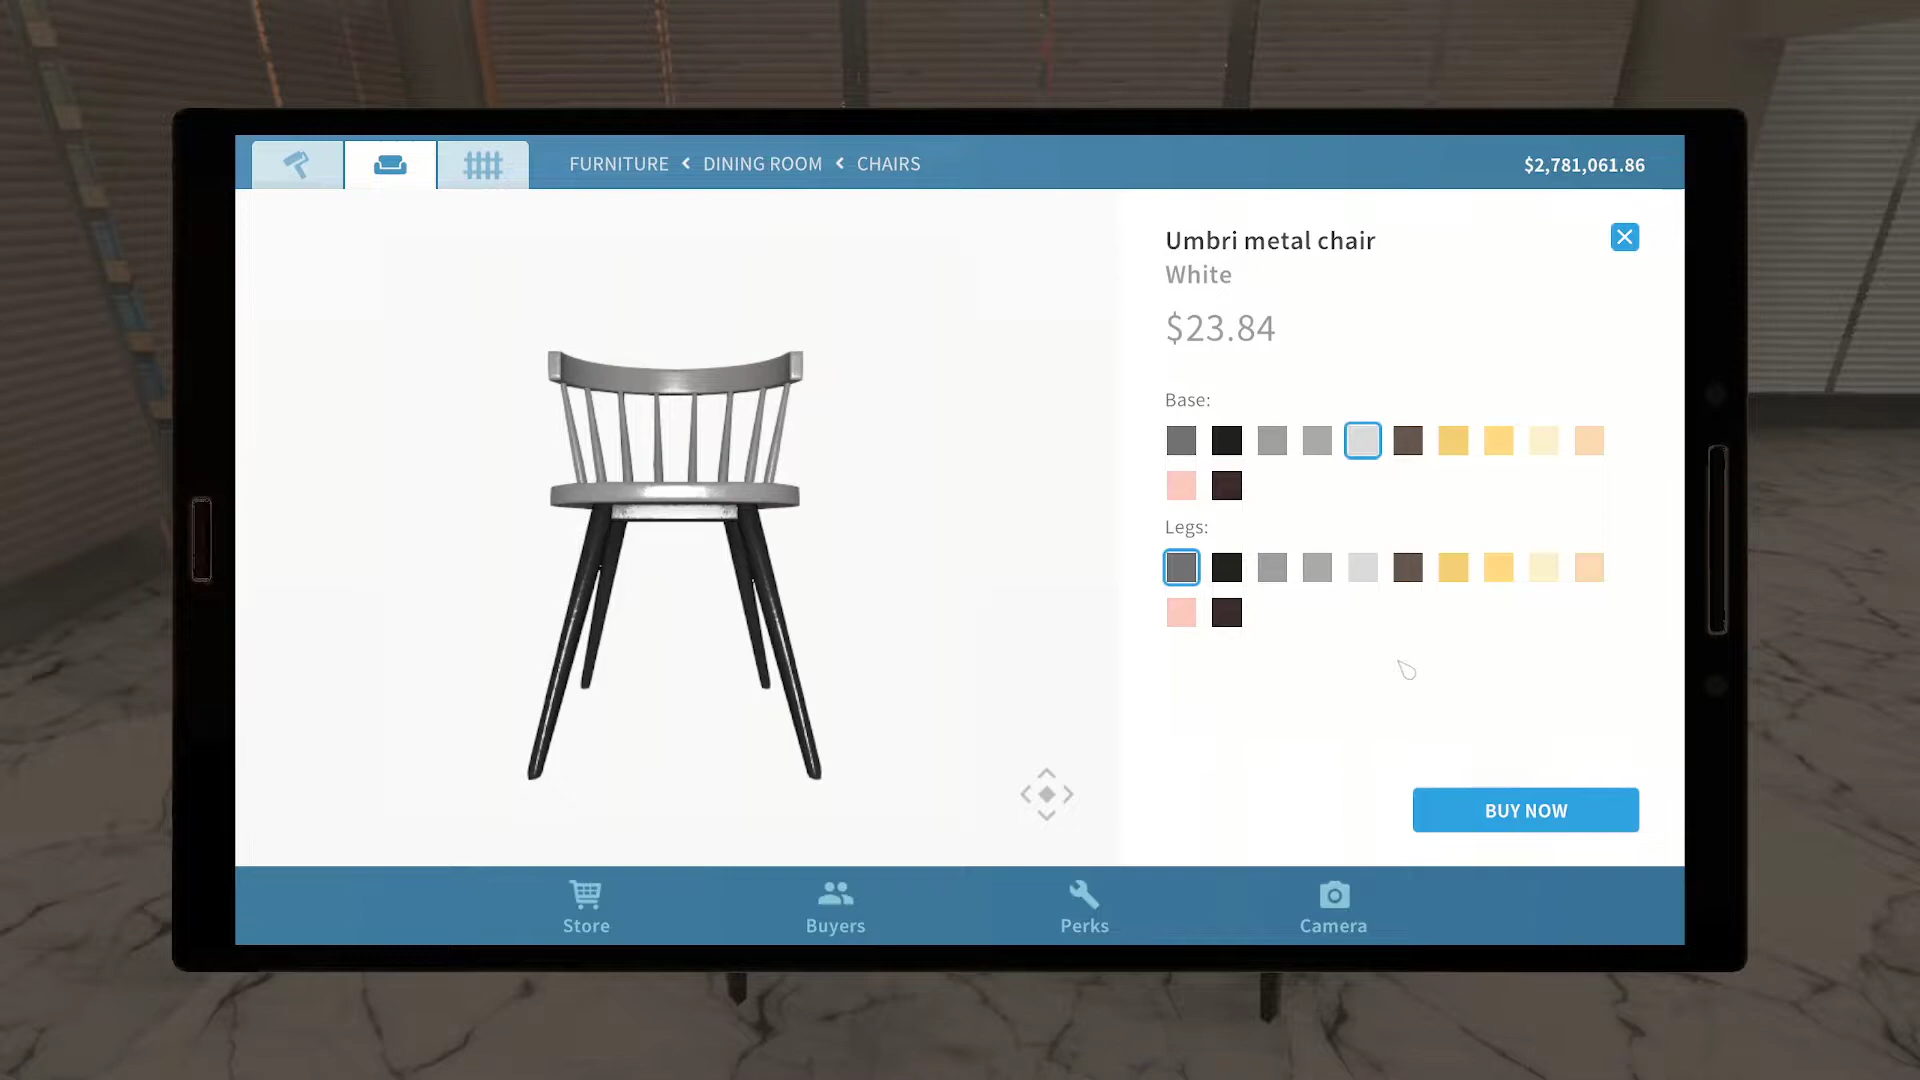 FURNITURE < DINING ROOM < CHAIRS
$2,781,061.86
Umbri metal chair
White
$23.84
Base:
Legs:
BUY NOW
Store
Buyers
Perks
Camera